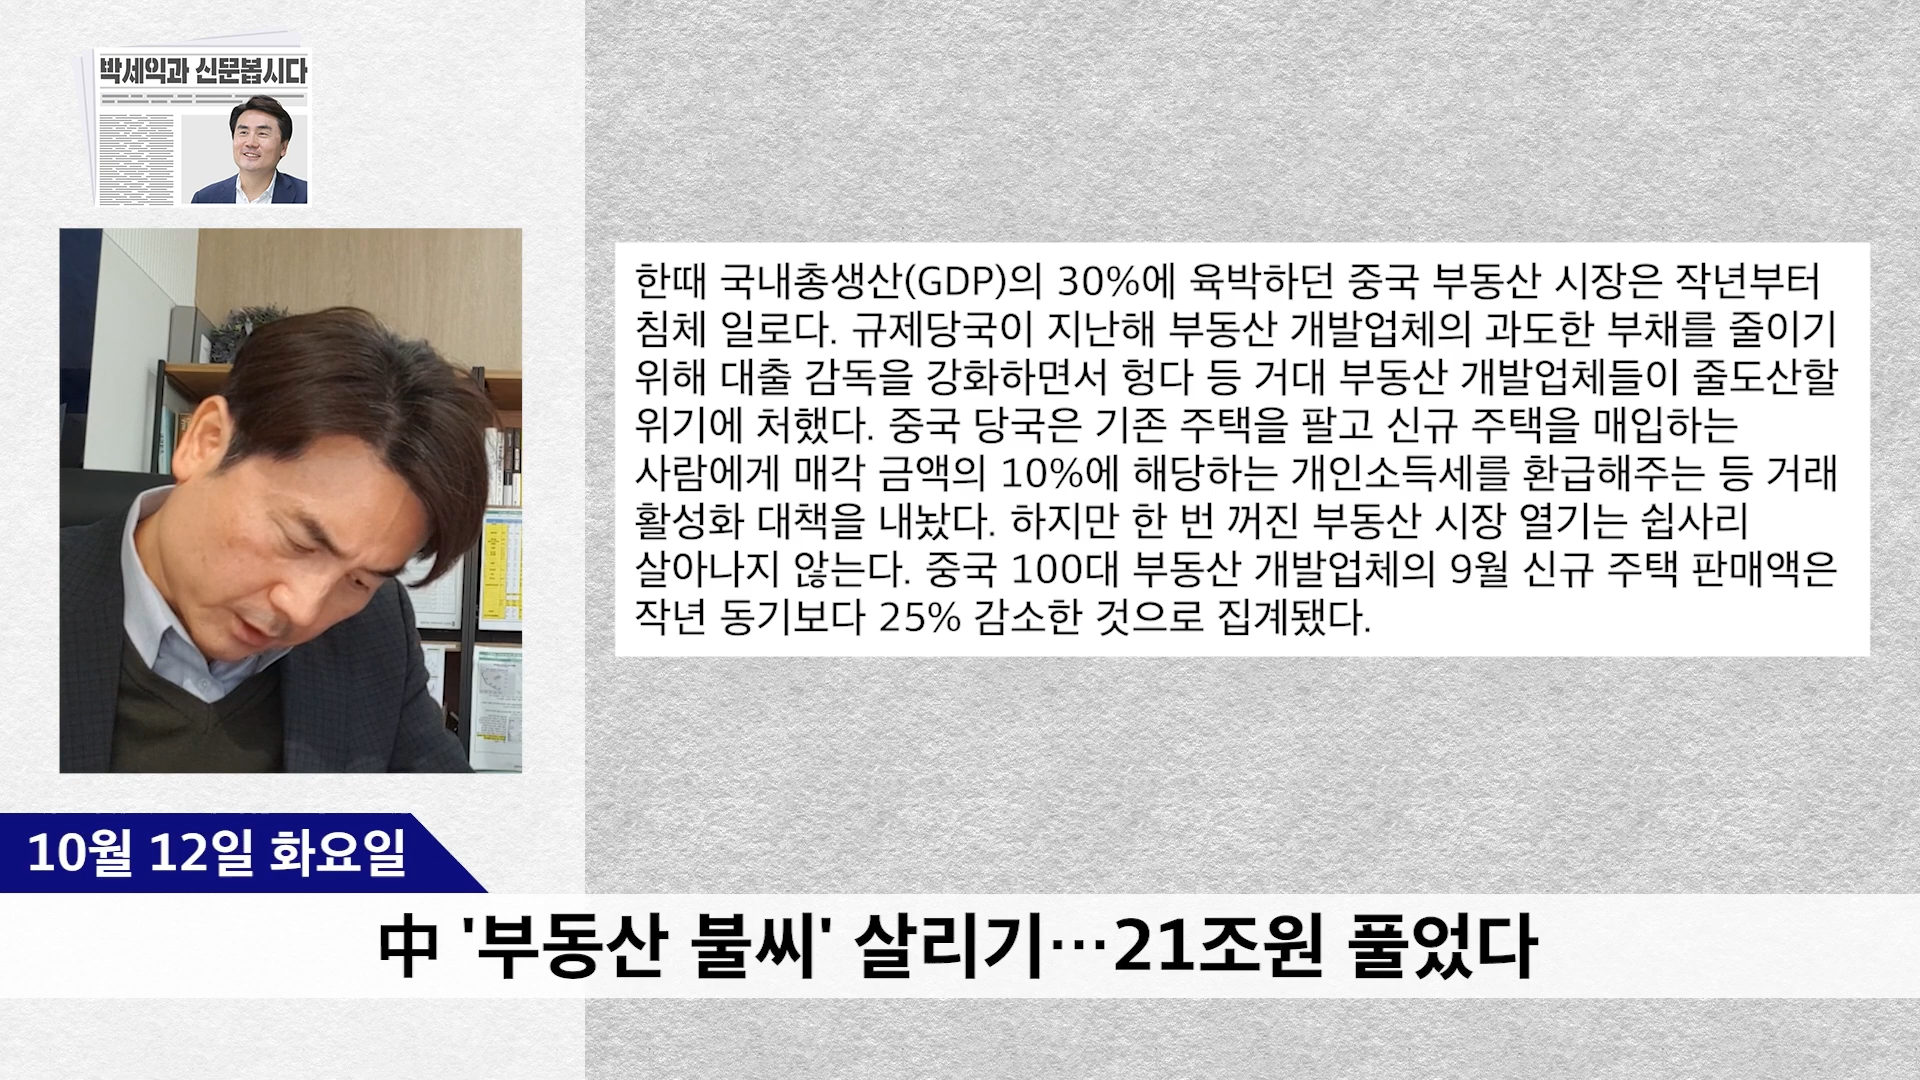 박세익과 신문봅시다
한때 국내총생산(GDP)의 30%에 육박하던 중국 부동산 시장은 작년부터
침체 일로다. 규제당국이 지난해 부동산 개발업체의 과도한 부채를 줄이기
위해 대출 감독을 강화하면서 헝다 등 거대 부동산 개발업체들이 줄도산할
위기에 처했다. 중국 당국은 기존 주택을 팔고 신규 주택을 매입하는
사람에게 매각 금액의 10%에 해당하는 개인소득세를 환급해주는 등 거래
활성화 대책을 내놨다. 하지만 한 번 꺼진 부동산 시장 열기는 쉽사리
살아나지 않는다. 중국 100대 부동산 개발업체의 9월 신규 주택 판매액은
작년 동기보다 25% 감소한 것으로 집계됐다.
10월 12일 화요일
中 '부동산 불씨' 살리기…21조원 풀었다